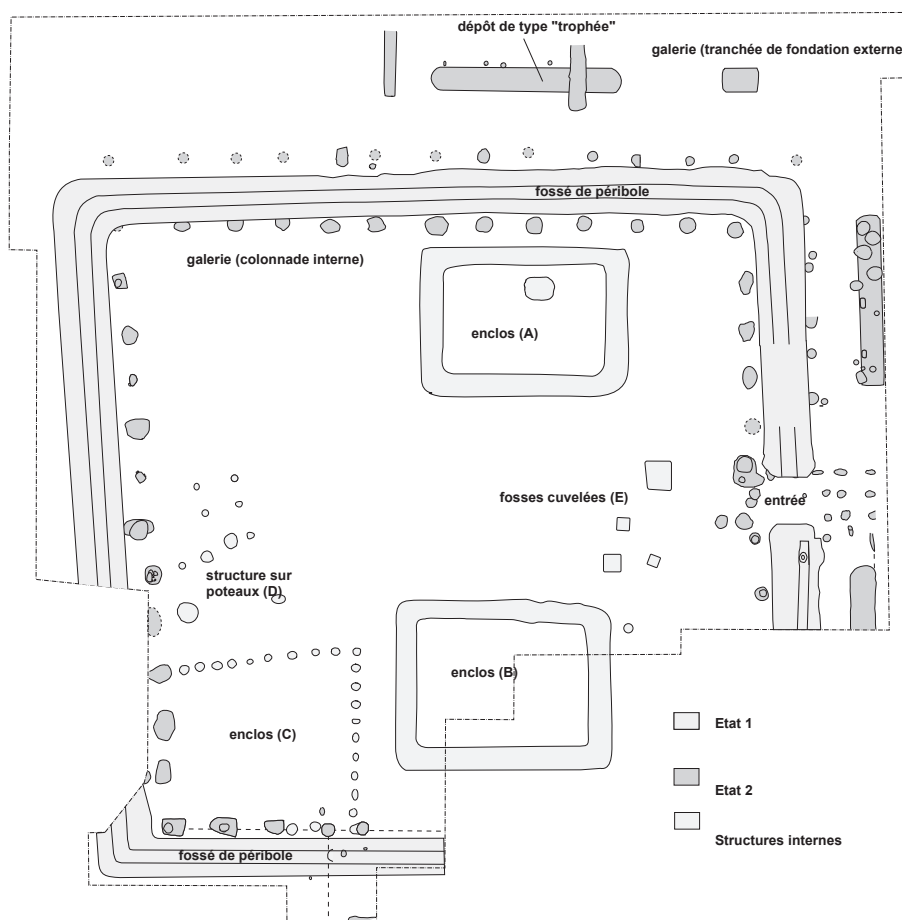 dépôt de type "trophée"
galerie (tranchée de fondation externe
fossé de péribole
galerie (colonnade interne)
enclos (A)
fosses cuvelées (E)
entrée
structure sur
poteaux (D)
enclos (B)
enclos (C)
fossé de péribole
Etat 1
Etat 2
Structures internes